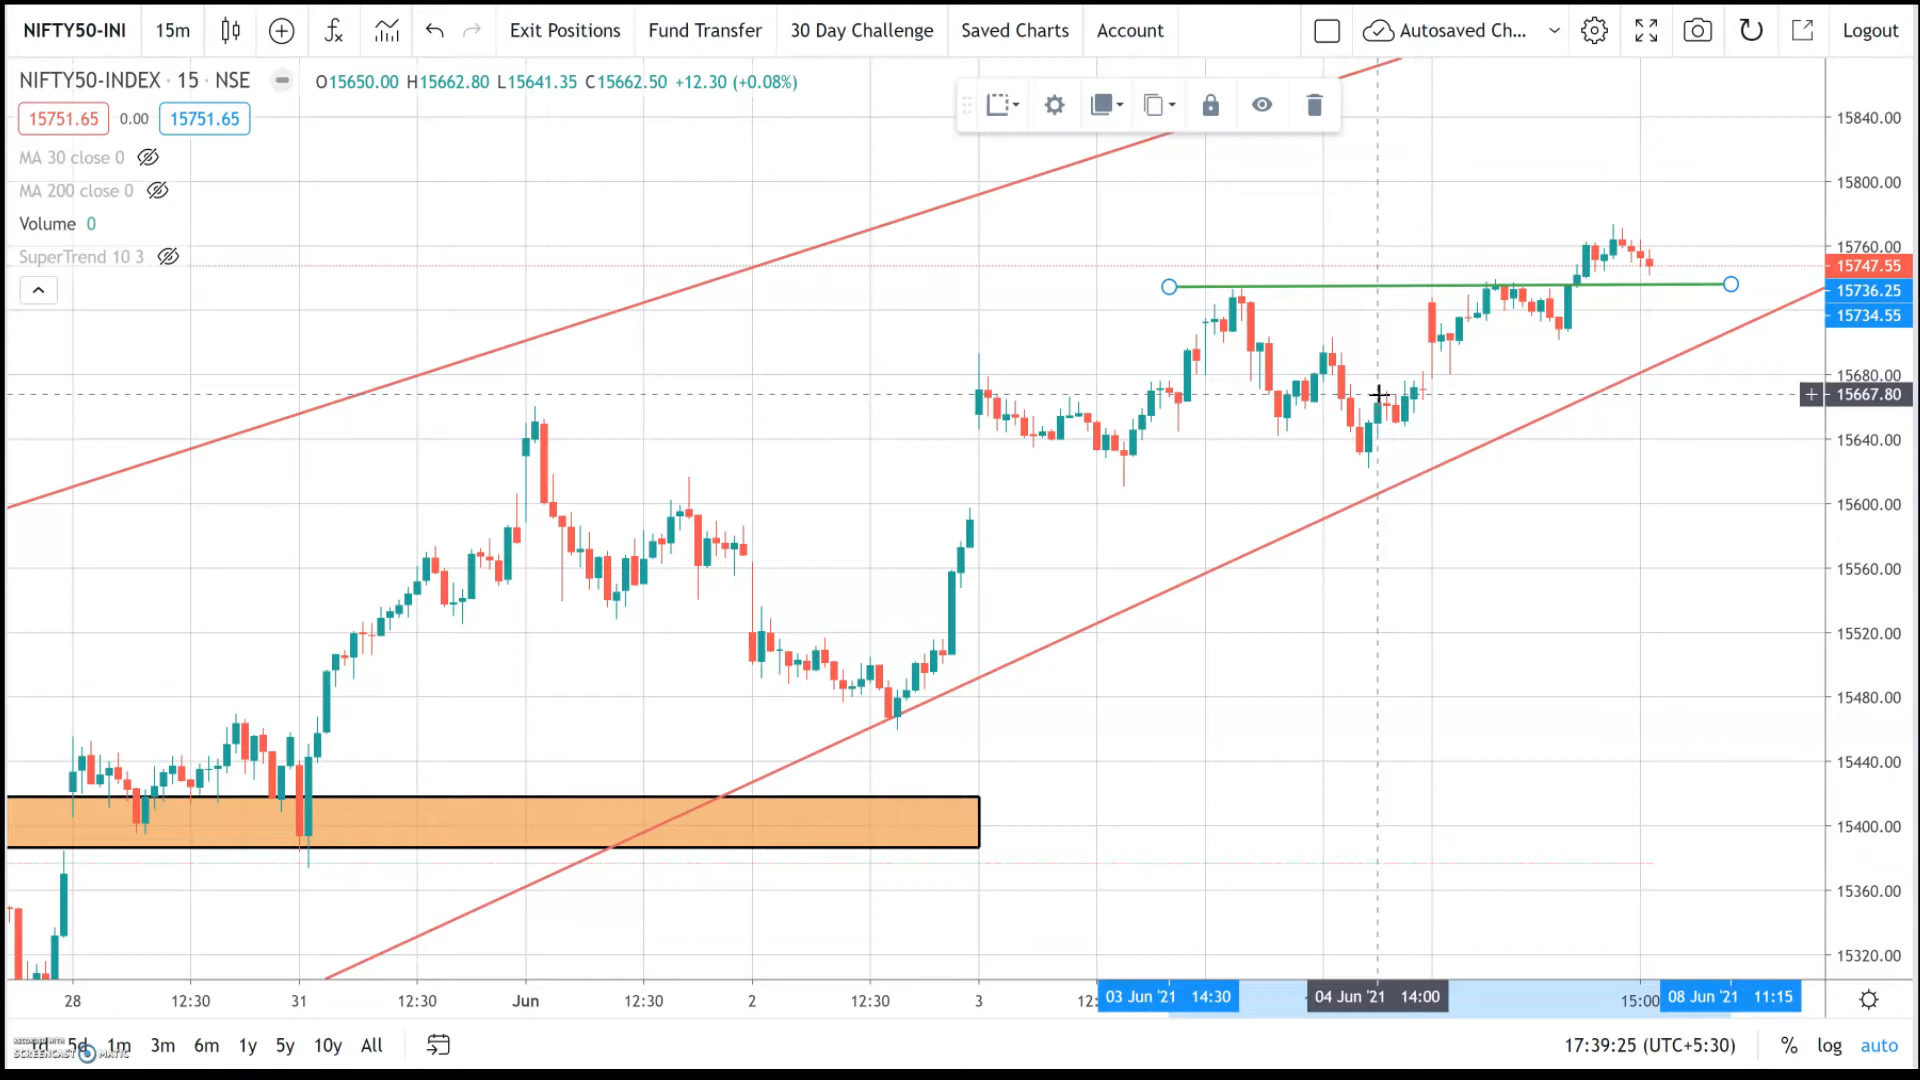 NIFTY50-INI 15m Exit Positions Fund Transfer 30 Day Challenge Saved Charts Account Autosaved Ch... Logout
NIFTY50-INDEX · 15 · NSE O15650.00 H15662.80 L15641.35 C15662.50 +12.30 (+0.08%)
15751.65 0.00 15751.65
MA 30 close 0
MA 200 close 0
Volume 0
SuperTrend 10 3
15840.00
15800.00
15760.00
15747.55
15736.25
15734.55
15680.00
15667.80
15640.00
15600.00
15560.00
15520.00
15480.00
15440.00
15400.00
15360.00
15320.00
28 12:30 31 12:30 Jun 12:30 2 12:30 3 03 Jun '21 14:30 04 Jun '21 14:00 15:00 08 Jun '21 11:15
1d 5d 1m 3m 6m 1y 5y 10y All 17:39:25 (UTC+5:30) % log auto
RECORDED WITH
SCREENCAST MATIC